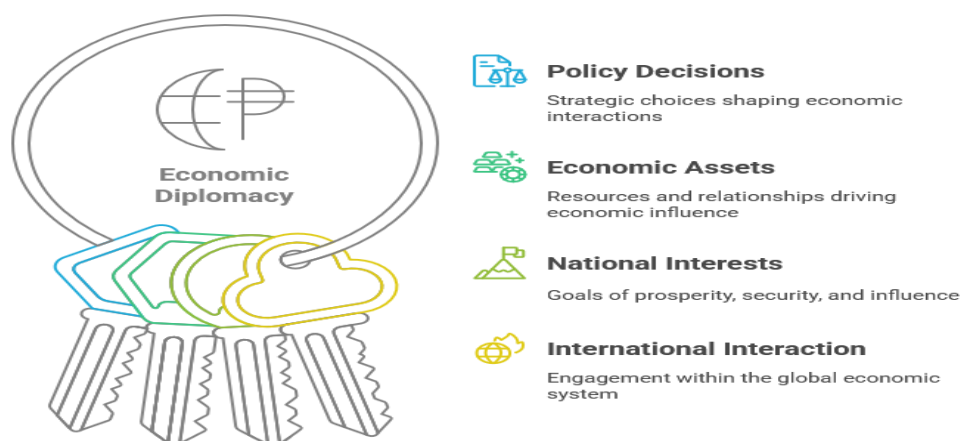 Economic
Diplomacy
Policy Decisions
Strategic choices shaping economic
interactions
Economic Assets
Resources and relationships driving
economic influence
National Interests
Goals of prosperity, security, and influence
International Interaction
Engagement within the global economic
system